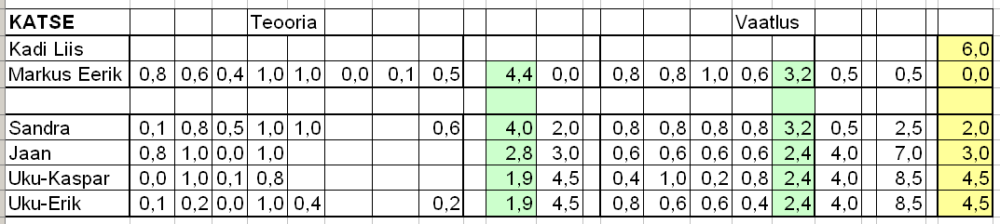 KATSE Teooria Vaatlus
Kadi Liis 6,0
Markus Eerik 0,8 0,6 0,4 1,0 1,0 0,0 0,1 0,5 4,4 0,0 0,8 0,8 1,0 0,6 3,2 0,5 0,5 0,0
Sandra 0,1 0,8 0,5 1,0 1,0 0,6 4,0 2,0 0,8 0,8 0,8 0,8 3,2 0,5 2,5 2,0
Jaan 0,8 1,0 0,0 1,0 2,8 3,0 0,6 0,6 0,6 0,6 2,4 4,0 7,0 3,0
Uku-Kaspar 0,0 1,0 0,1 0,8 1,9 4,5 0,4 1,0 0,2 0,8 2,4 4,0 8,5 4,5
Uku-Erik 0,1 0,2 0,0 1,0 0,4 0,2 1,9 4,5 0,8 0,6 0,6 0,4 2,4 4,0 8,5 4,5